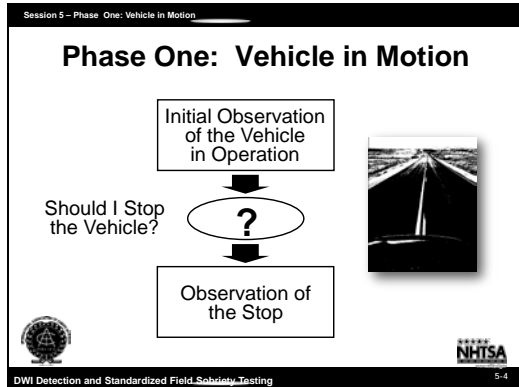 Session 5 – Phase One: Vehicle in Motion
Phase One: Vehicle in Motion
Initial Observation
of the Vehicle
in Operation
Should I Stop
the Vehicle?
?
Observation of
the Stop
NHTSA
DWI Detection and Standardized Field Sobriety Testing
5-4